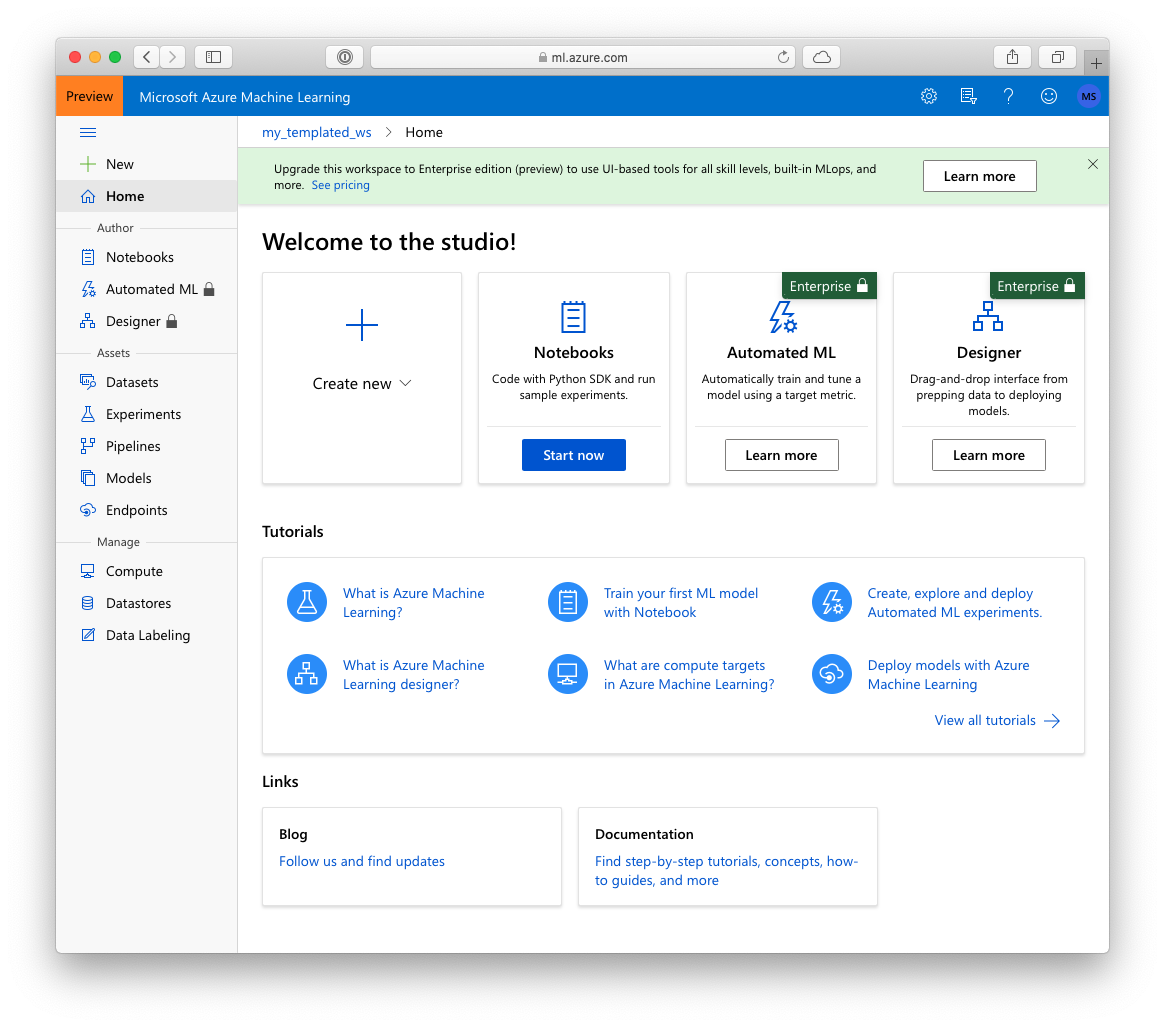 ml.azure.com
Preview
Microsoft Azure Machine Learning
MS
my_templated_ws > Home
New
Home
Author
Notebooks
Automated ML
Designer
Assets
Datasets
Experiments
Pipelines
Models
Endpoints
Manage
Compute
Datastores
Data Labeling
Upgrade this workspace to Enterprise edition (preview) to use UI-based tools for all skill levels, built-in MLops, and
more. See pricing
Learn more
Welcome to the studio!
Create new
Notebooks
Code with Python SDK and run
sample experiments.
Start now
Enterprise
Automated ML
Automatically train and tune a
model using a target metric.
Learn more
Enterprise
Designer
Drag-and-drop interface from
prepping data to deploying
models.
Learn more
Tutorials
What is Azure Machine
Learning?
Train your first ML model
with Notebook
Create, explore and deploy
Automated ML experiments.
What is Azure Machine
Learning designer?
What are compute targets
in Azure Machine Learning?
Deploy models with Azure
Machine Learning
View all tutorials
Links
Blog
Follow us and find updates
Documentation
Find step-by-step tutorials, concepts, how-
to guides, and more